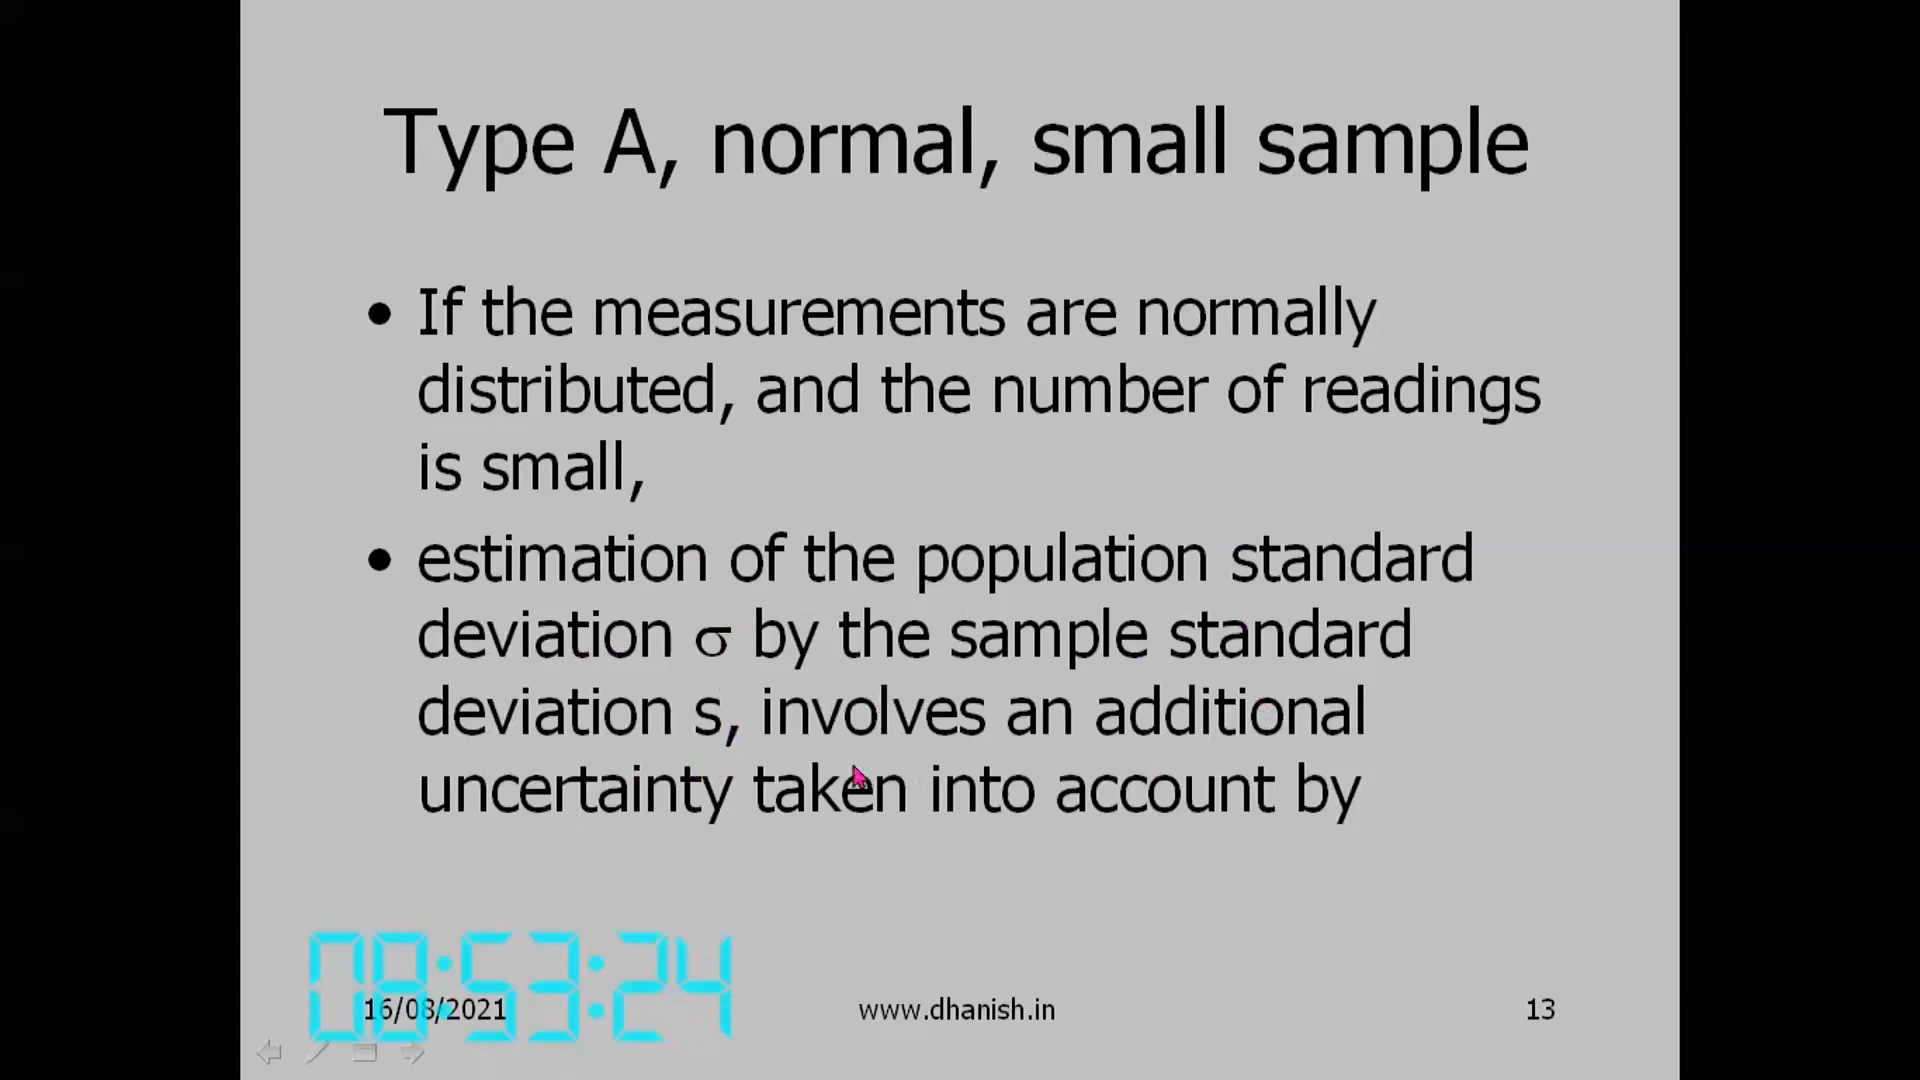 Type A, normal, small sample
• If the measurements are normally
distributed, and the number of readings
is small,
• estimation of the population standard
deviation σ by the sample standard
deviation s, involves an additional
uncertainty taken into account by
08:53:24
16/08/2021
www.dhanish.in
13